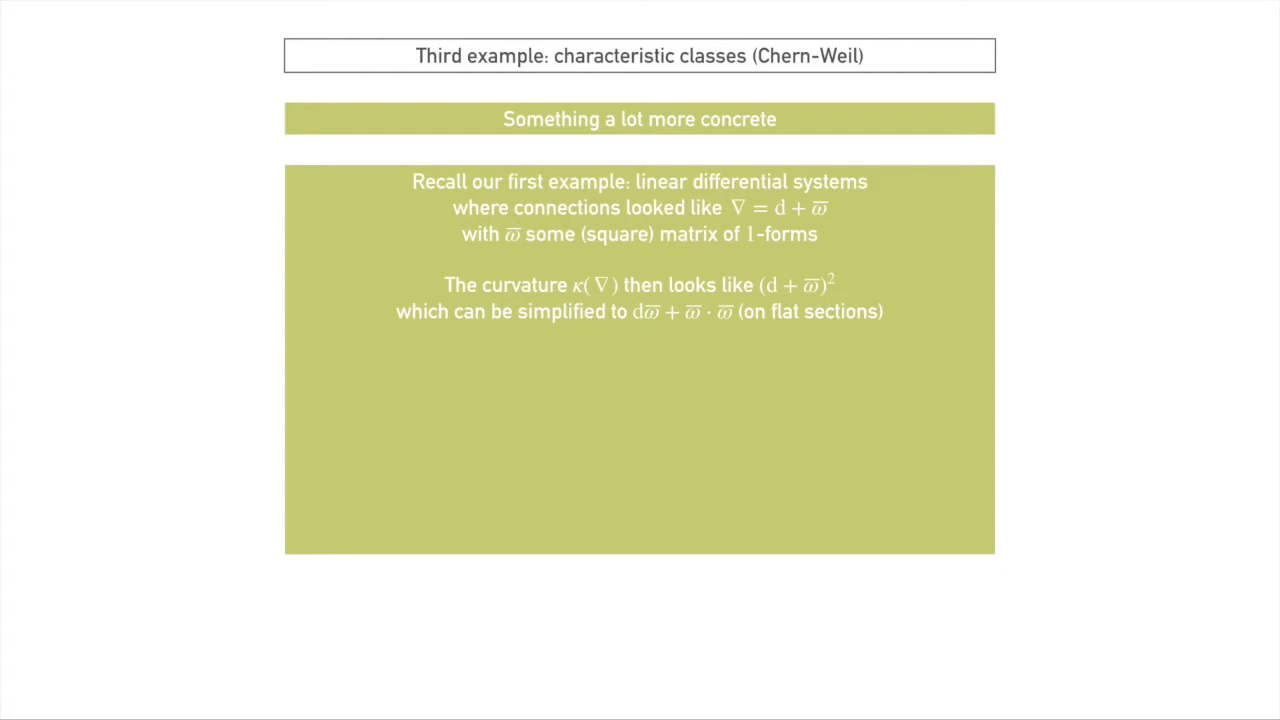 Third example: characteristic classes (Chern-Weil)
Something a lot more concrete
Recall our first example: linear differential systems
where connections looked like ∇ = d + ϖ
with ϖ some (square) matrix of 1-forms
The curvature κ(∇) then looks like (d + ϖ)²
which can be simplified to dϖ + ϖ · ϖ (on flat sections)